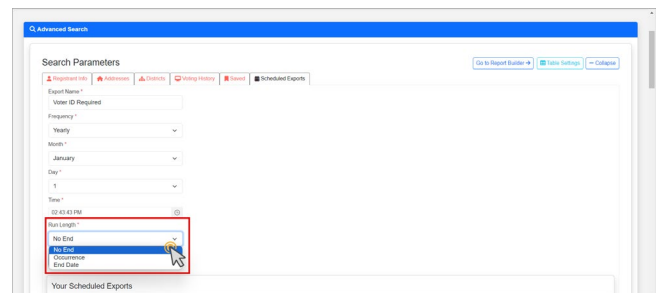 Advanced Search
Search Parameters
Go to Report Builder → Table Settings − Collapse
Registrant Info Addresses Districts Voting History Saved Scheduled Exports
Export Name *
Voter ID Required
Frequency *
Yearly
Month *
January
Day *
1
Time *
02:43:43 PM
Run Length *
No End
No End
Occurrence
End Date
Your Scheduled Exports